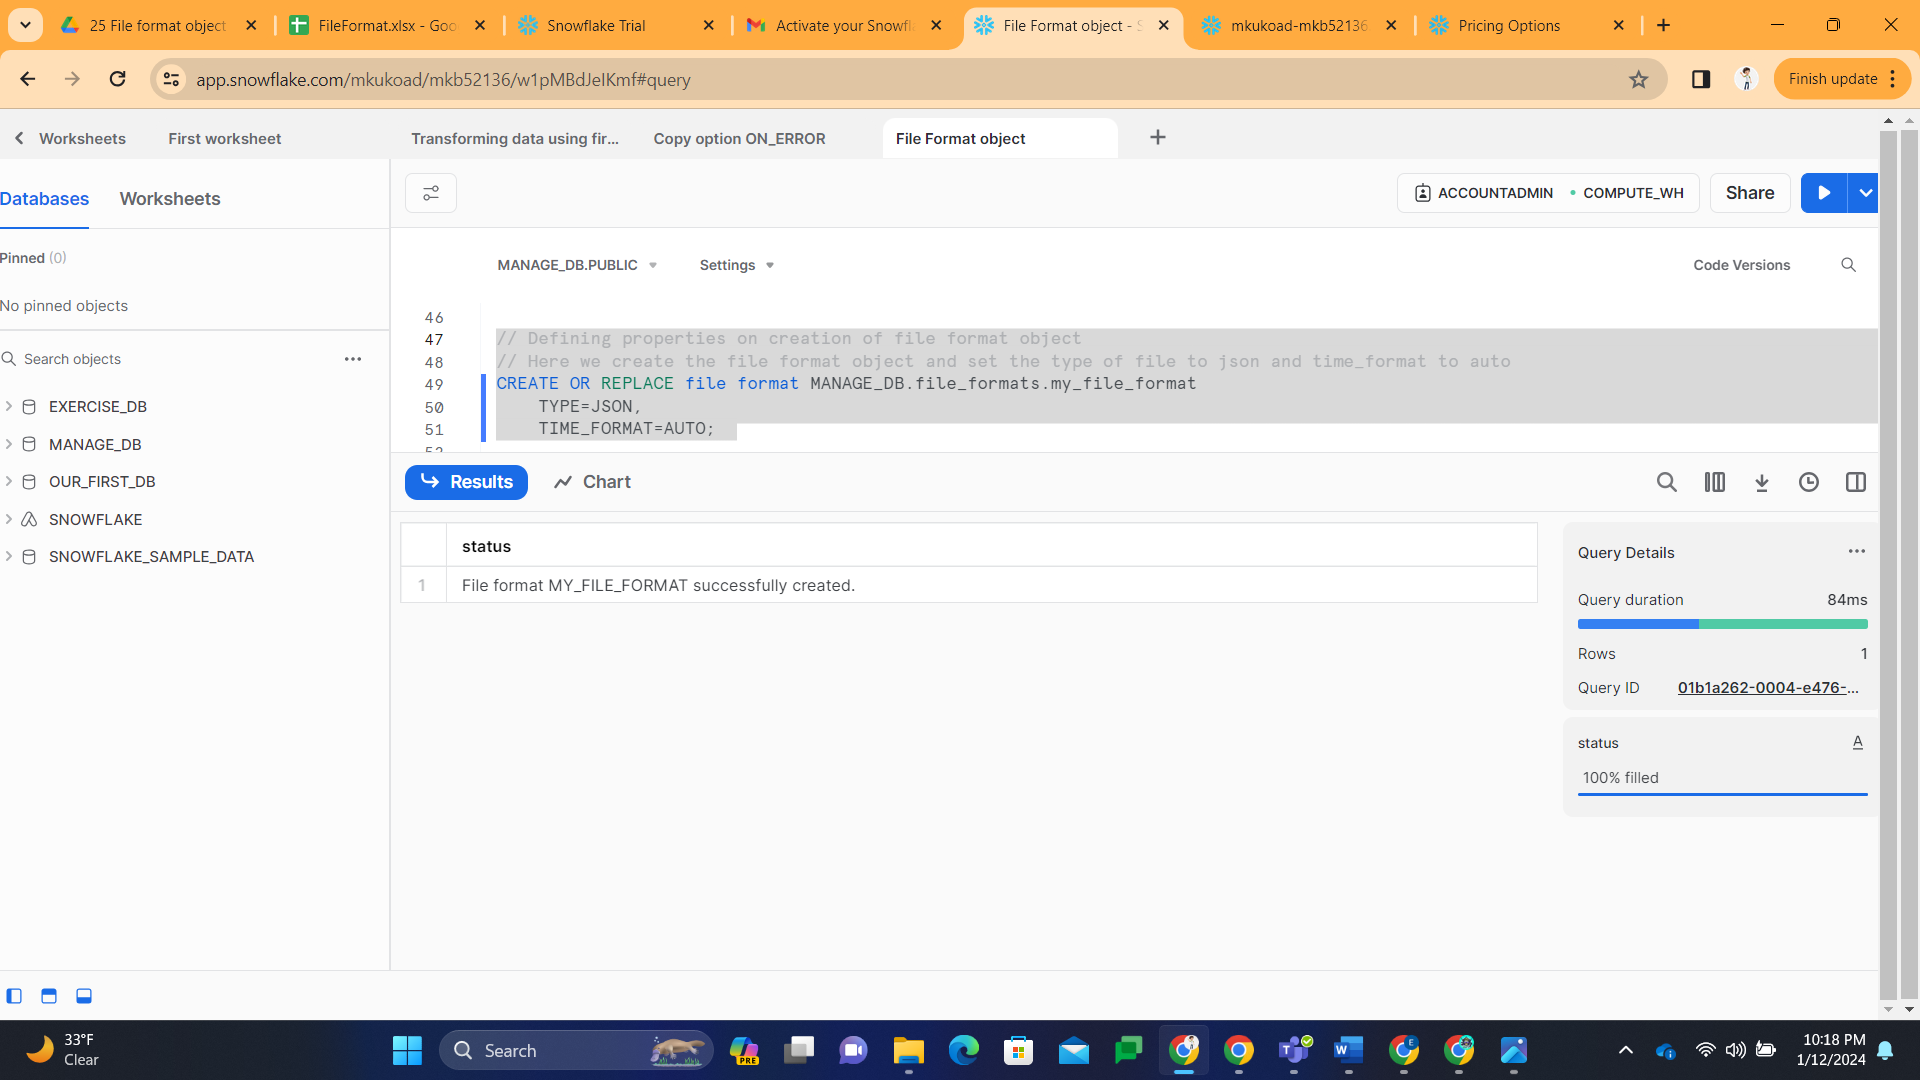 25 File format object
FileFormat.xlsx - Goo
Snowflake Trial
Activate your Snowfl
File Format object - S
mkukoad-mkb52136
Pricing Options
app.snowflake.com/mkukoad/mkb52136/w1pMBdJeIKmf#query
Finish update
Worksheets
First worksheet
Transforming data using fir...
Copy option ON_ERROR
File Format object
Databases
Worksheets
ACCOUNTADMIN
COMPUTE_WH
Share
Pinned (0)
No pinned objects
Search objects
EXERCISE_DB
MANAGE_DB
OUR_FIRST_DB
SNOWFLAKE
SNOWFLAKE_SAMPLE_DATA
MANAGE_DB.PUBLIC
Settings
Code Versions
46
47 // Defining properties on creation of file format object
48 // Here we create the file format object and set the type of file to json and time_format to auto
49 CREATE OR REPLACE file format MANAGE_DB.file_formats.my_file_format
50 TYPE=JSON,
51 TIME_FORMAT=AUTO;
52
Results
Chart
status
1 File format MY_FILE_FORMAT successfully created.
Query Details
Query duration 84ms
Rows 1
Query ID 01b1a262-0004-e476-...
status A
100% filled
33°F
Clear
Search
PRE
10:18 PM
1/12/2024